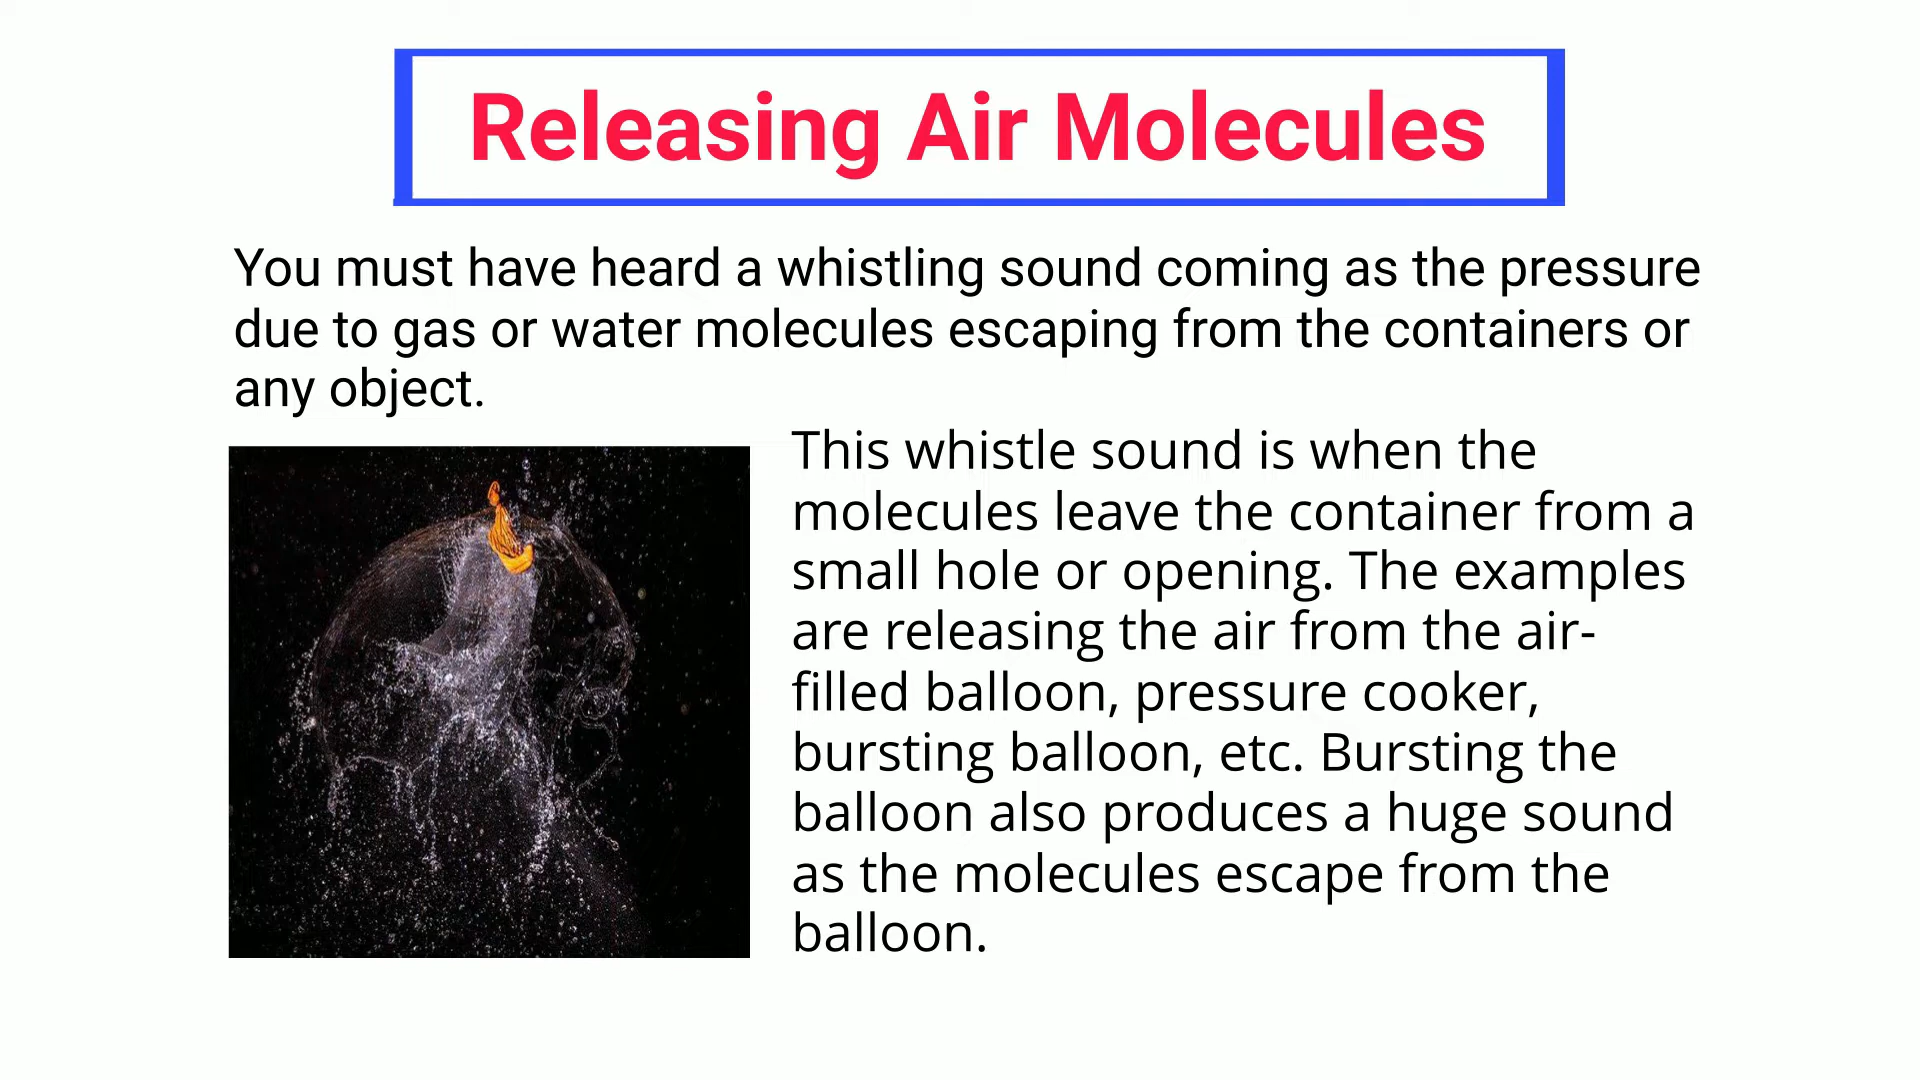 Releasing Air Molecules
You must have heard a whistling sound coming as the pressure
due to gas or water molecules escaping from the containers or
any object.
This whistle sound is when the
molecules leave the container from a
small hole or opening. The examples
are releasing the air from the air-
filled balloon, pressure cooker,
bursting balloon, etc. Bursting the
balloon also produces a huge sound
as the molecules escape from the
balloon.